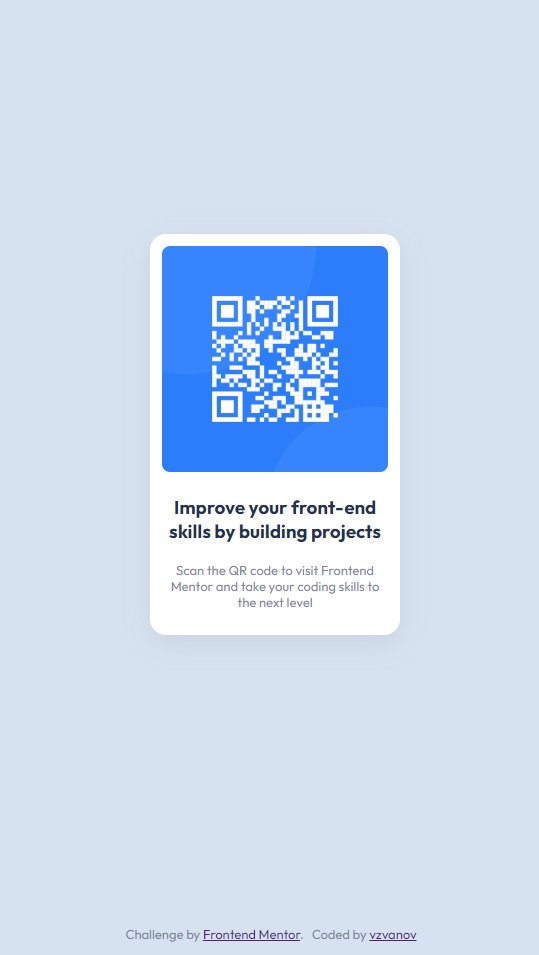 Improve your front-end
skills by building projects
Scan the QR code to visit Frontend
Mentor and take your coding skills to
the next level
Challenge by Frontend Mentor. Coded by vzvanov